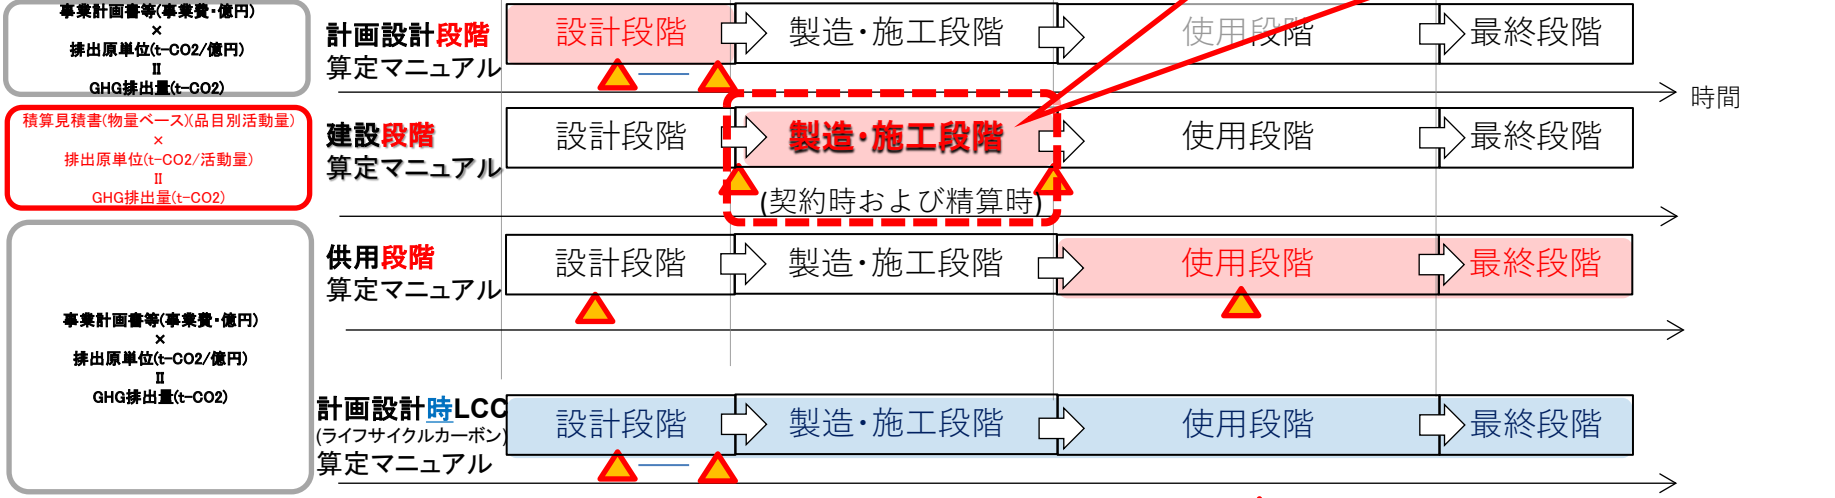 事業計画書等(事業費・億円)
×
排出原単位(t-CO2/億円)
II
GHG排出量(t-CO2)
計画設計段階
算定マニュアル
設計段階
製造・施工段階
使用段階
最終段階
時間
積算見積書(物量ベース)(品目別活動量)
×
排出原単位(t-CO2/活動量)
II
GHG排出量(t-CO2)
建設段階
算定マニュアル
設計段階
製造・施工段階
使用段階
最終段階
(契約時および精算時)
供用段階
算定マニュアル
設計段階
製造・施工段階
使用段階
最終段階
事業計画書等(事業費・億円)
×
排出原単位(t-CO2/億円)
II
GHG排出量(t-CO2)
計画設計時LCC
(ライフサイクルカーボン)
算定マニュアル
設計段階
製造・施工段階
使用段階
最終段階